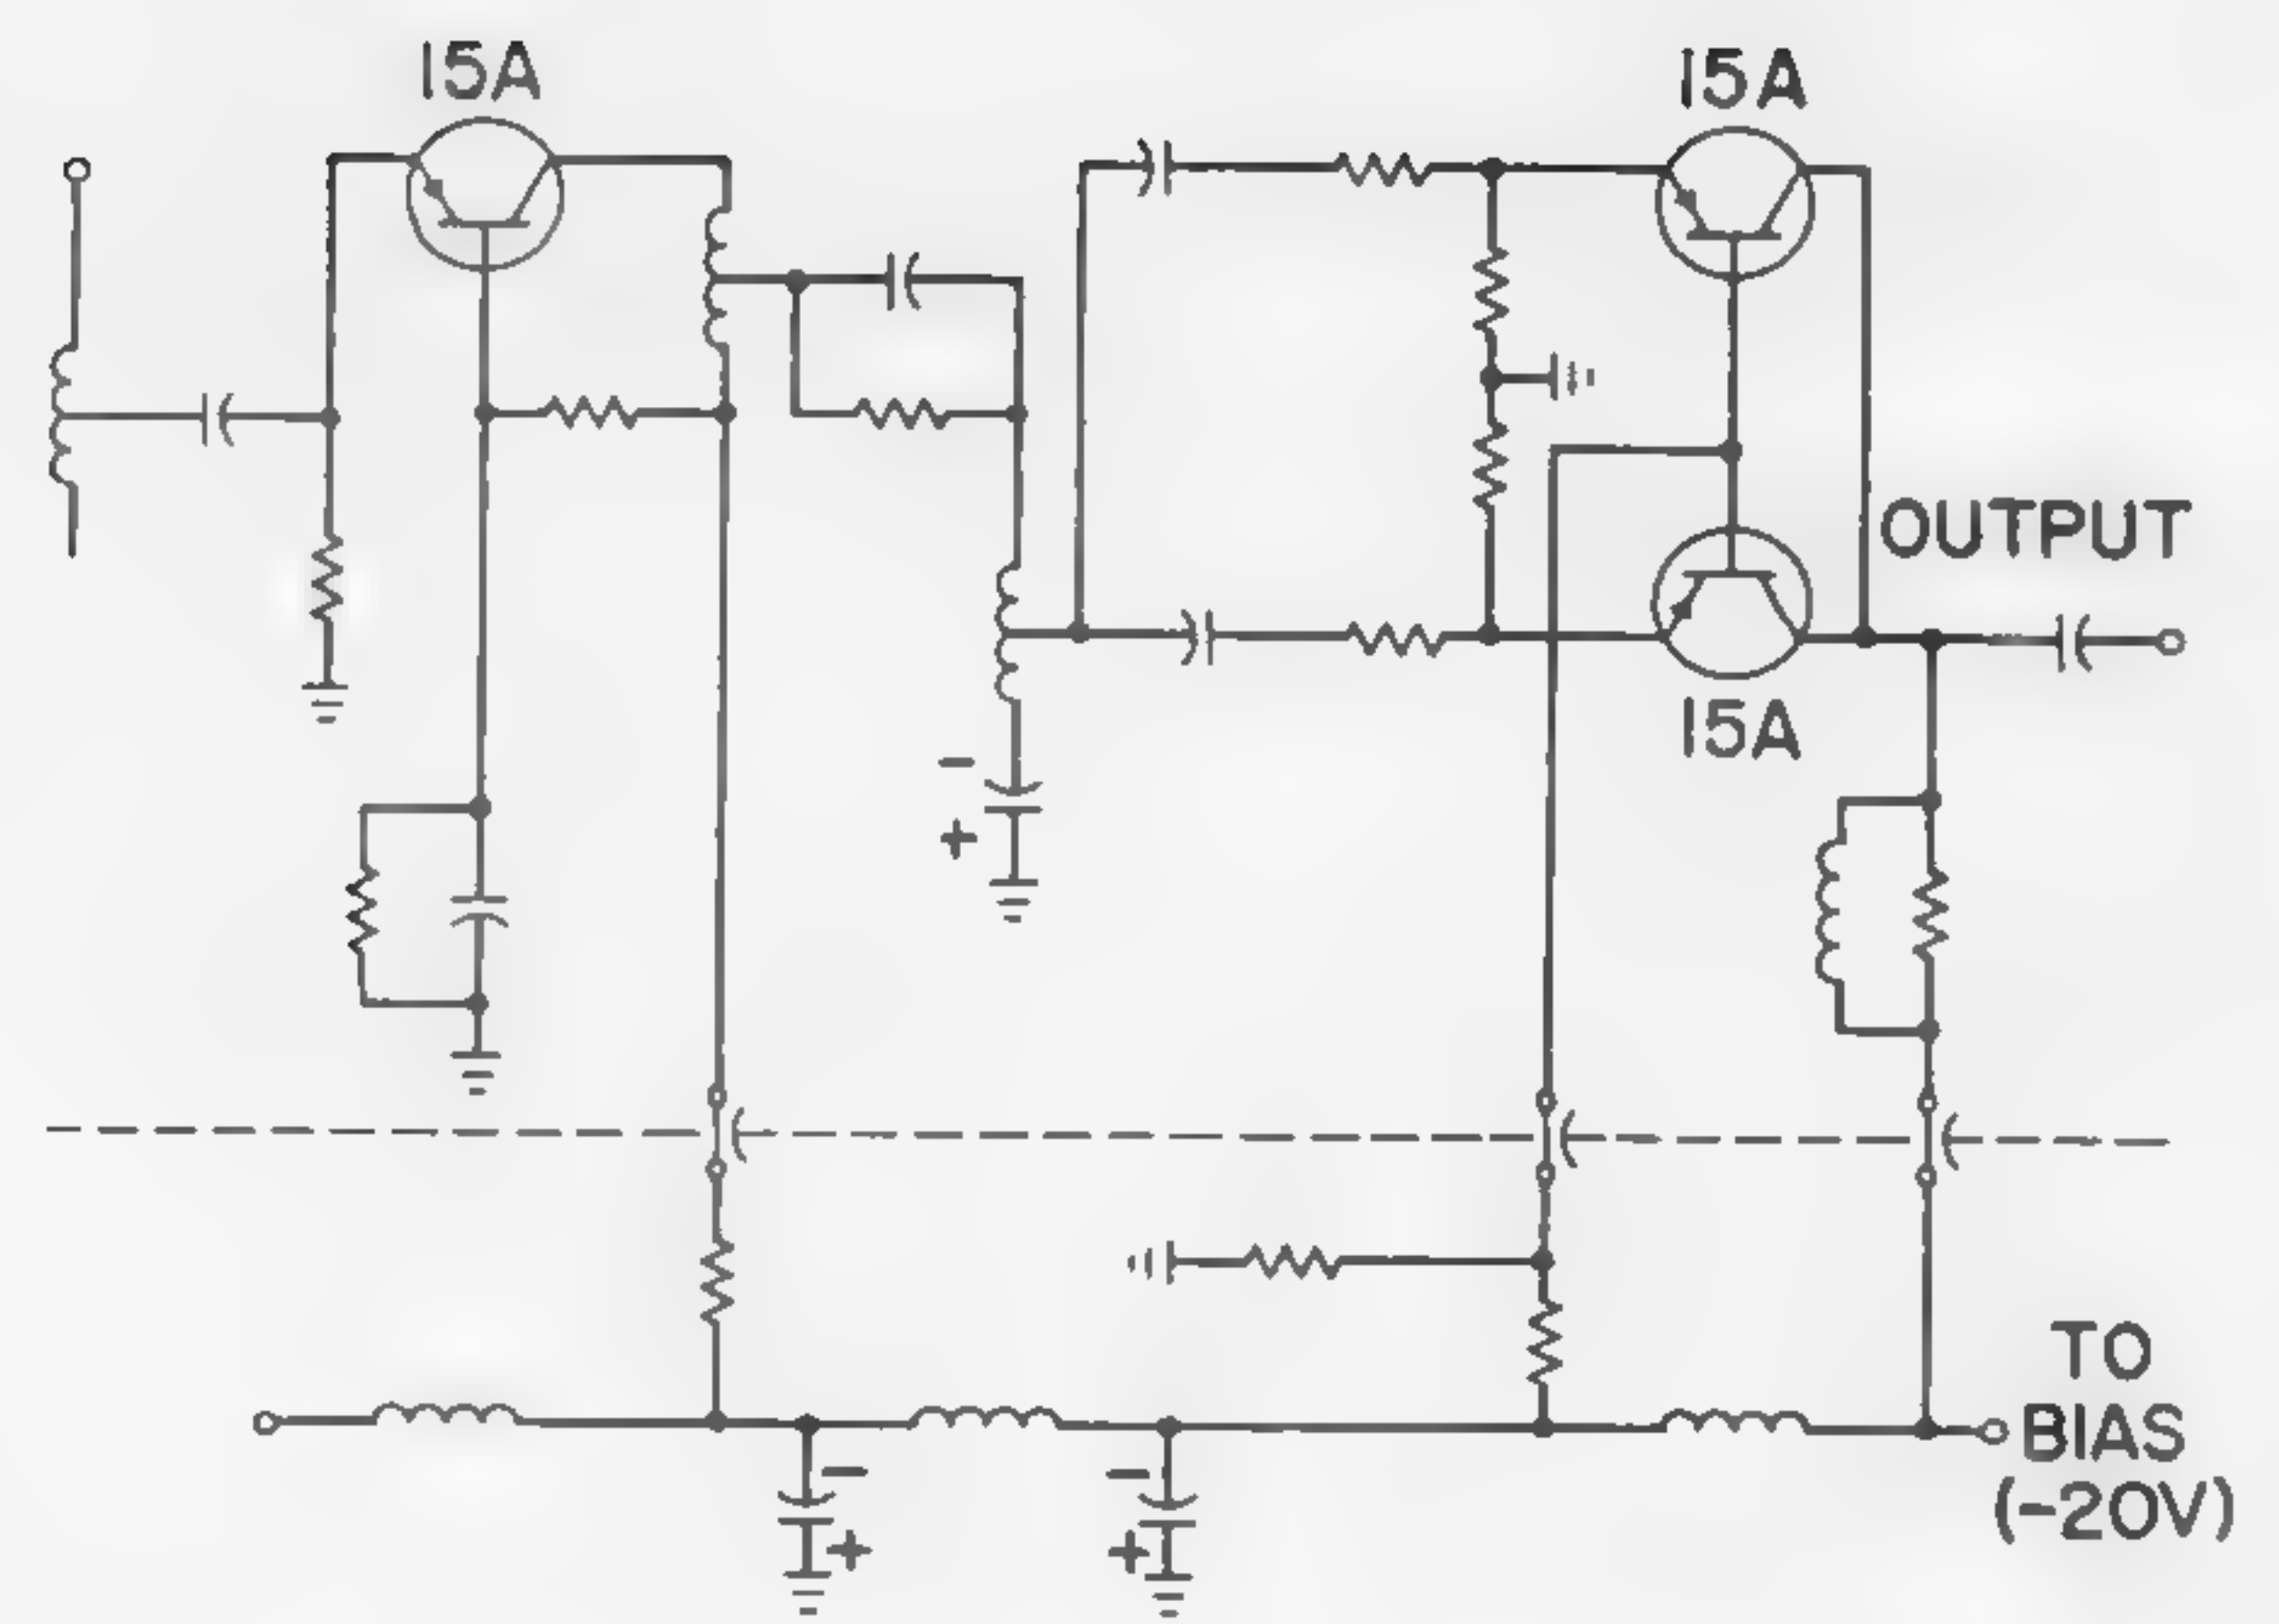 15A
15A
OUTPUT
15A
-
+
TO
BIAS
(-20V)
-
+
-
+